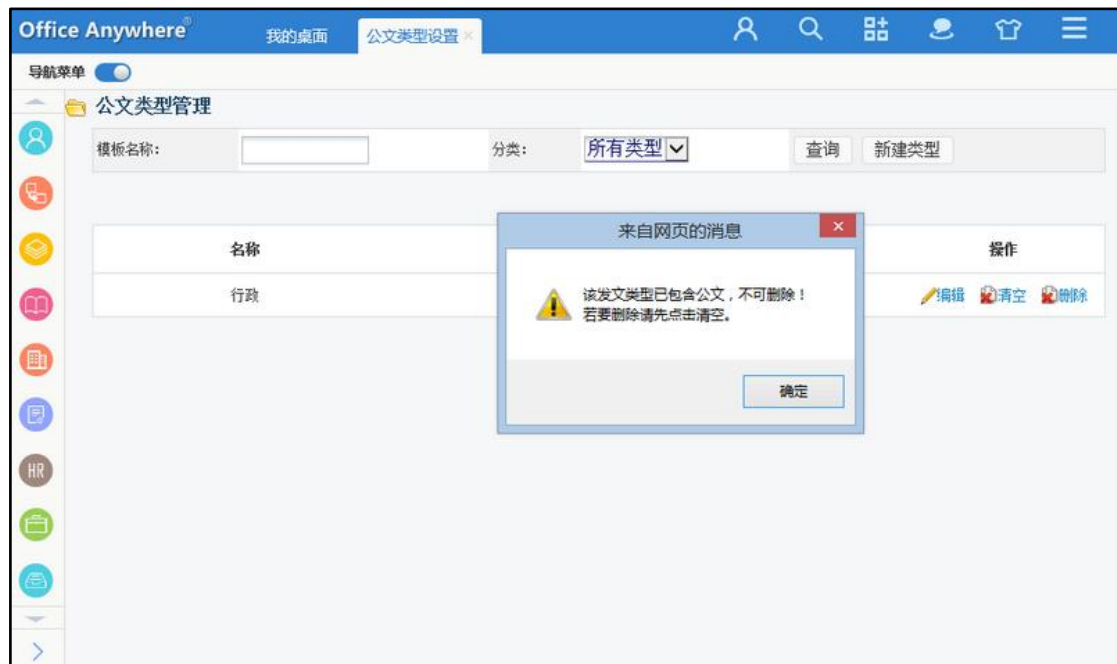 Office Anywhere®
我的桌面
公文类型设置
导航菜单
公文类型管理
模板名称：
分类：
所有类型
查询
新建类型
来自网页的消息
名称
操作
该发文类型已包含公文，不可删除！
若要删除请先点击清空。
行政
编辑
清空
删除
确定
HR